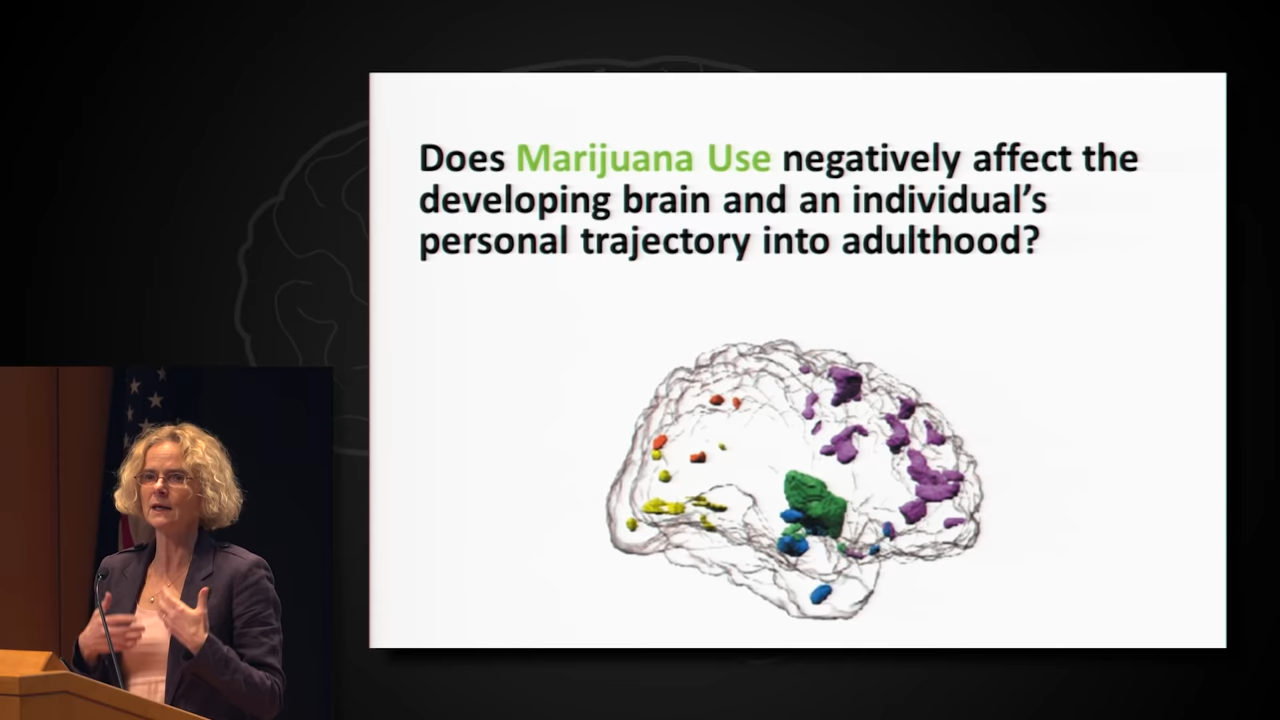 Does Marijuana Use negatively affect the
developing brain and an individual’s
personal trajectory into adulthood?